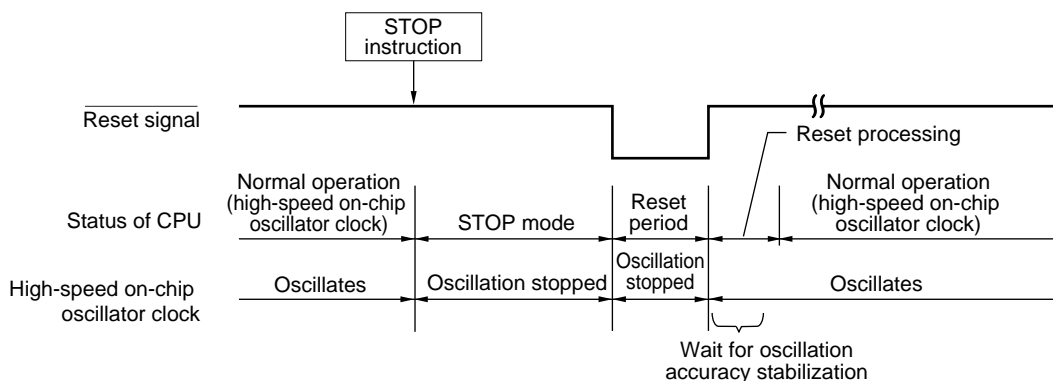 STOP
instruction
Reset signal
Reset processing
Status of CPU
Normal operation
(high-speed on-chip
oscillator clock)
STOP mode
Reset
period
Normal operation
(high-speed on-chip
oscillator clock)
High-speed on-chip
oscillator clock
Oscillates
Oscillation stopped
Oscillation
stopped
Oscillates
Wait for oscillation
accuracy stabilization